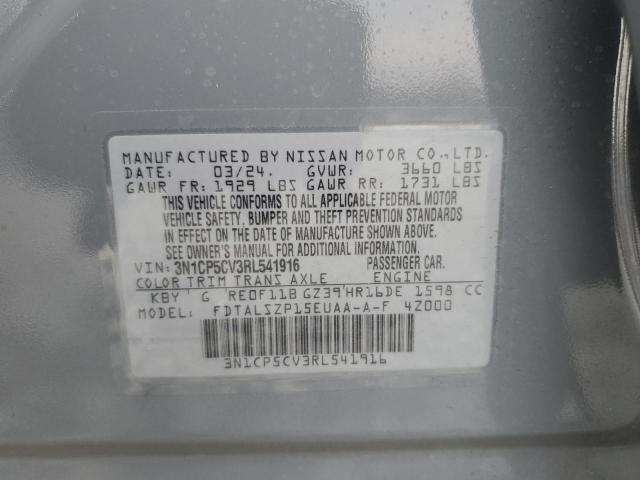 MANUFACTURED BY NISSAN MOTOR CO., LTD.
DATE: 03/24. GVWR: 3660 LBS
GAWR FR: 1929 LBS GAWR RR: 1731 LBS
THIS VEHICLE CONFORMS TO ALL APPLICABLE FEDERAL MOTOR
VEHICLE SAFETY, BUMPER AND THEFT PREVENTION STANDARDS
IN EFFECT ON THE DATE OF MANUFACTURE SHOWN ABOVE.
SEE OWNER'S MANUAL FOR ADDITIONAL INFORMATION
VIN: 3N1CP5CV3RL541916 PASSENGER CAR.
COLOR TRIM TRANS AXLE ENGINE
KBY G RE0F11B GZ39 HR16DE 1598 CC
MODEL: FDTALSZP15EUAA-A-F 4Z000
3N1CP5CV3RL541916